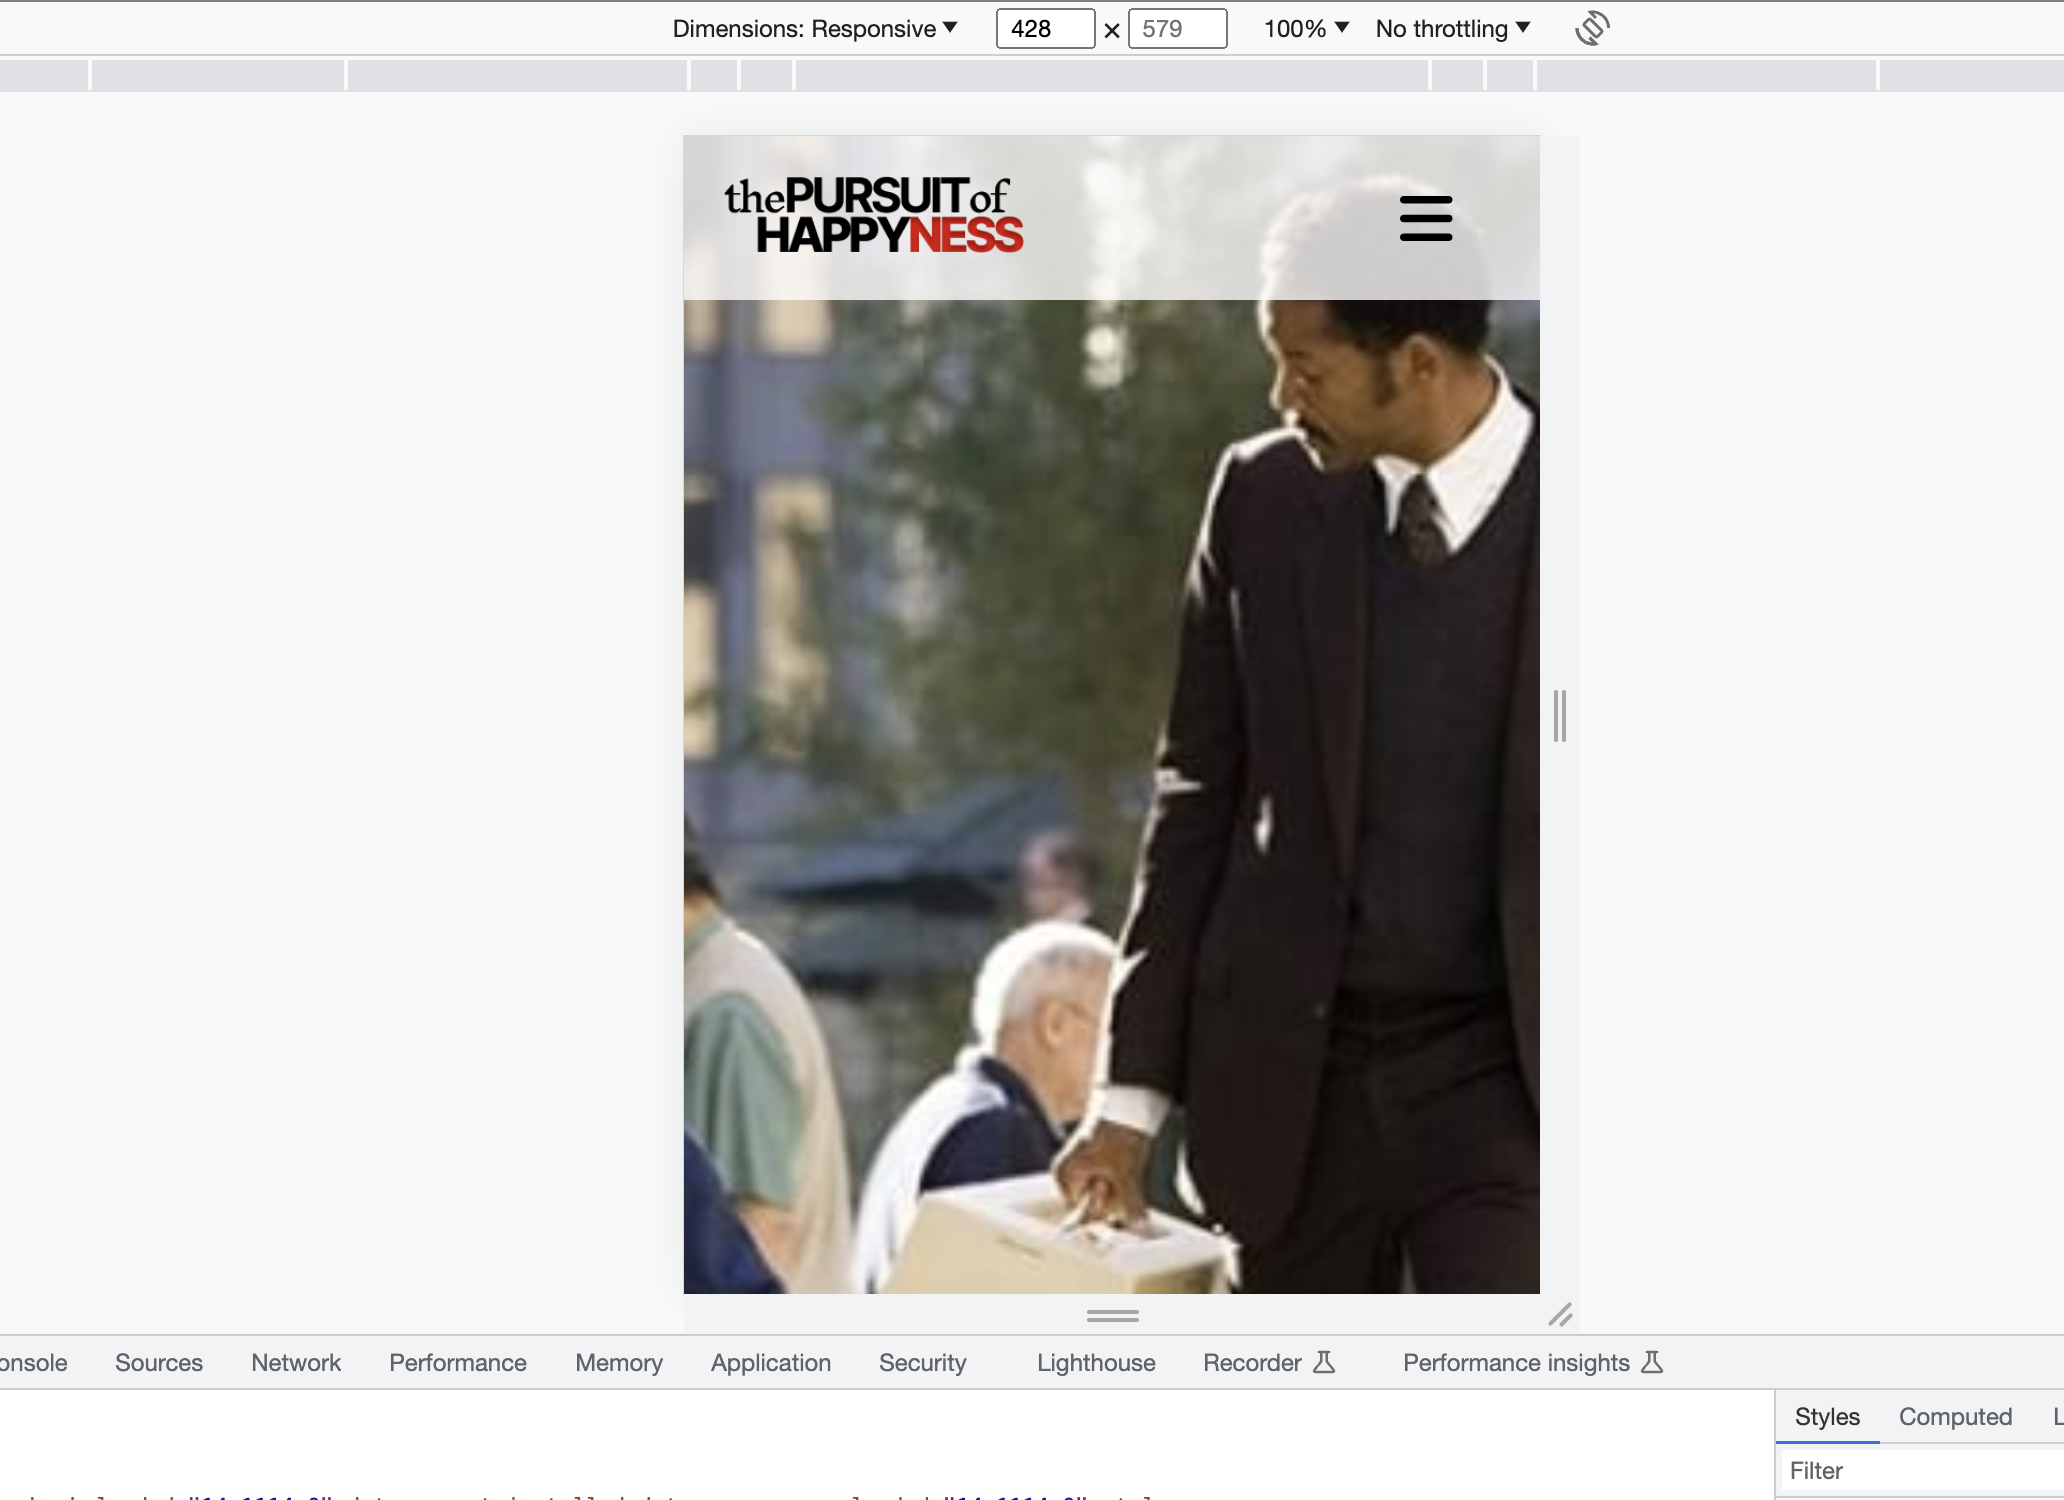 Dimensions: Responsive 428 × 579 100% No throttling
thePURSUITof
HAPPYNESS
onsole Sources Network Performance Memory Application Security Lighthouse Recorder Performance insights
Styles Computed L
Filter